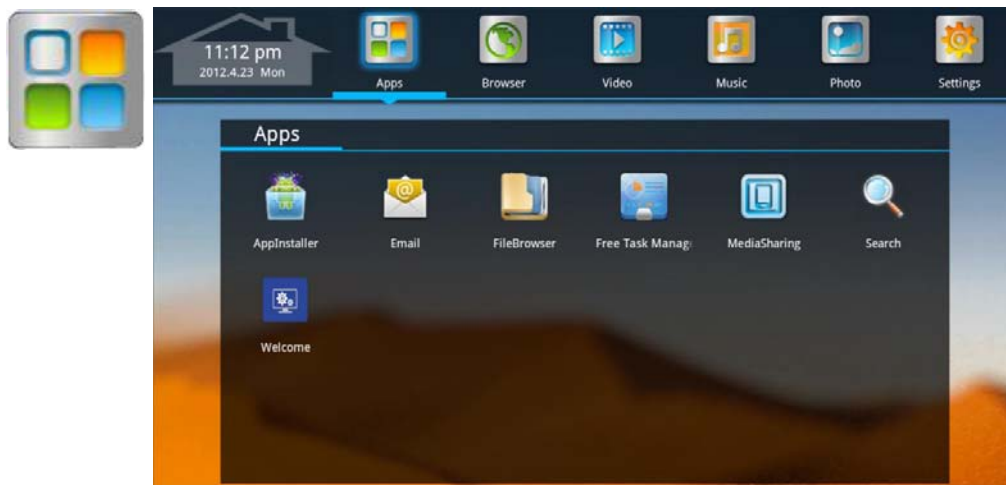 11:12 pm
2012.4.23 Mon
Apps Browser Video Music Photo Settings
Apps
AppInstaller Email FileBrowser Free Task Manag MediaSharing Search
Welcome